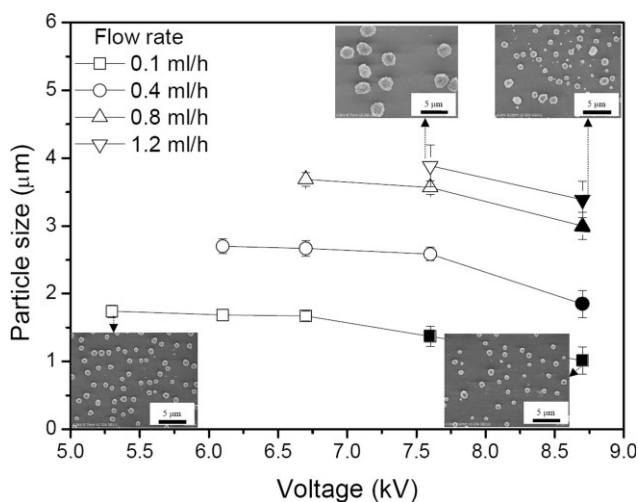 6
5
4
3
2
1
0
Particle size (μm)
Flow rate
0.1 ml/h
0.4 ml/h
0.8 ml/h
1.2 ml/h
5 μm
5 μm
5 μm
5 μm
5.0 5.5 6.0 6.5 7.0 7.5 8.0 8.5 9.0
Voltage (kV)